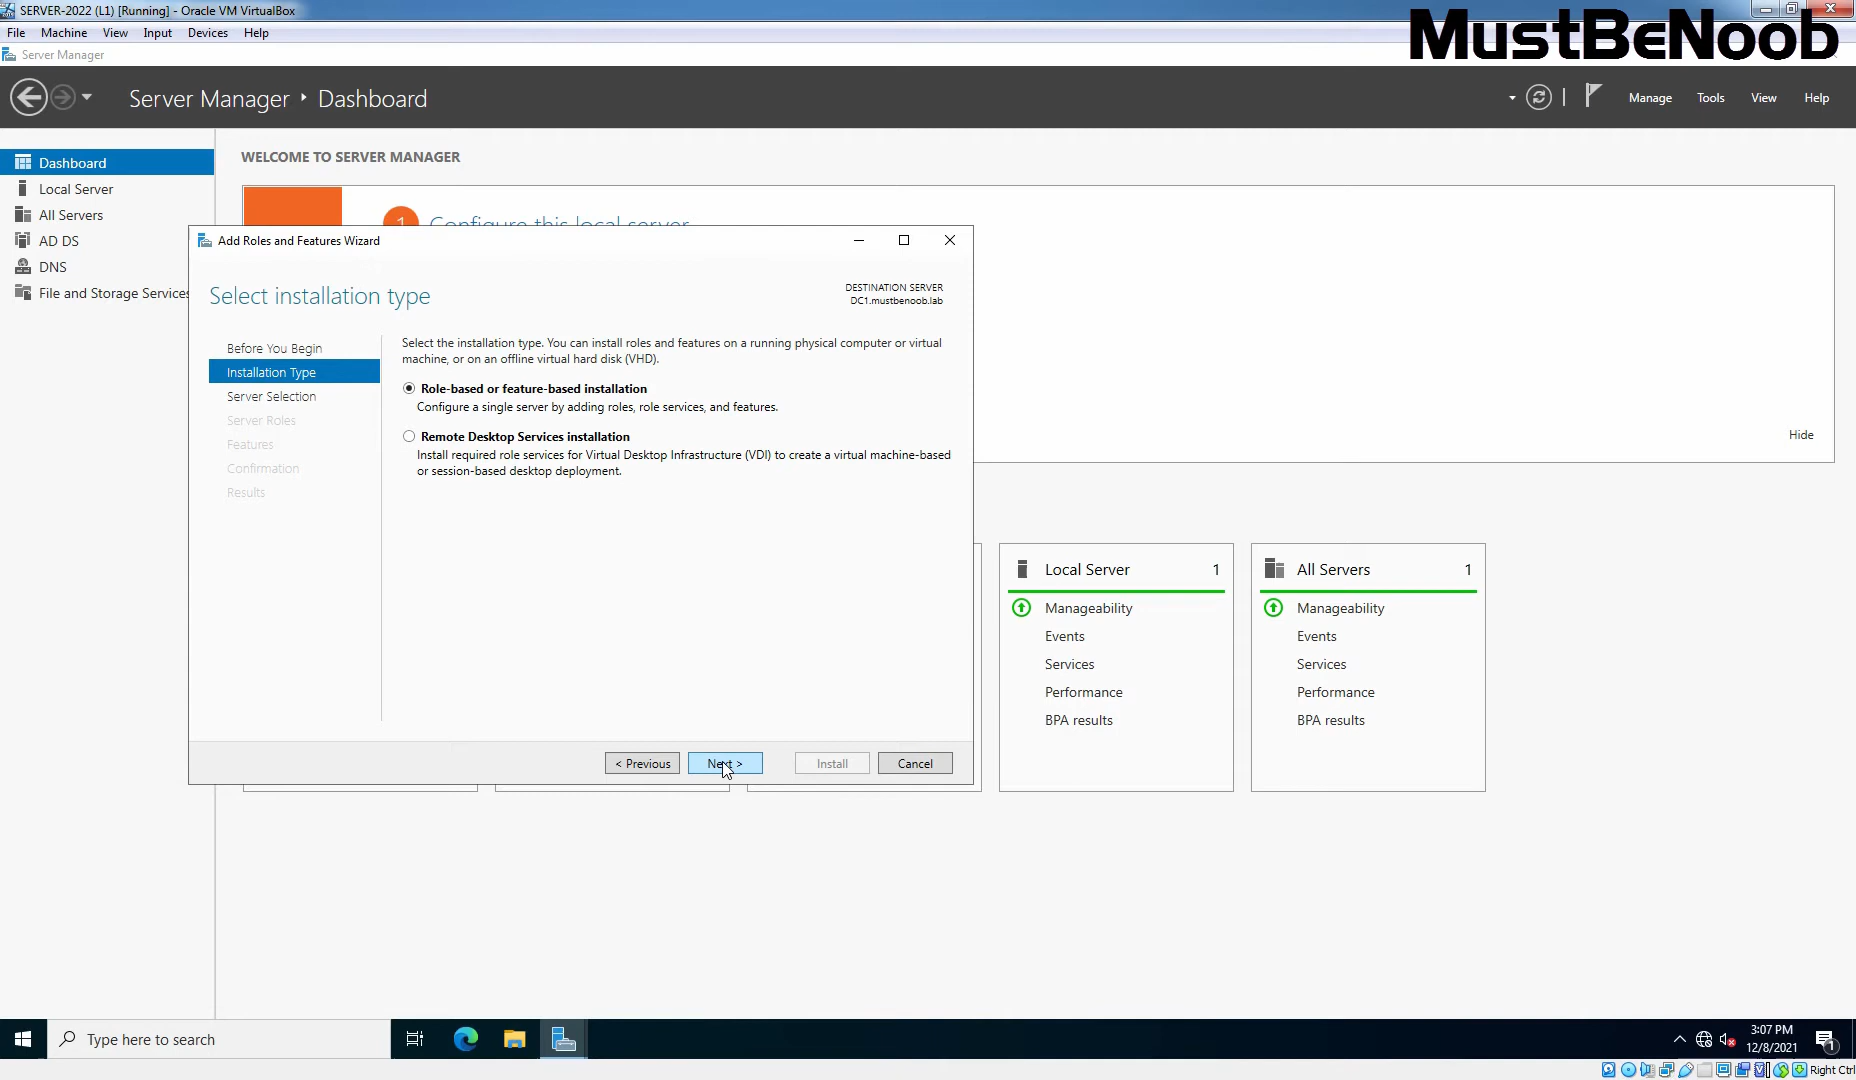 SERVER-2022 (L1) [Running] - Oracle VM VirtualBox
MustBeNoob
File Machine View Input Devices Help
Server Manager
Server Manager ‣ Dashboard
Manage Tools View Help
Dashboard
Local Server
All Servers
AD DS
DNS
File and Storage Services
WELCOME TO SERVER MANAGER
1 Configure this local server
Hide
Add Roles and Features Wizard
Select installation type
DESTINATION SERVER
DC1.mustbenoob.lab
Before You Begin
Installation Type
Server Selection
Server Roles
Features
Confirmation
Results
Select the installation type. You can install roles and features on a running physical computer or virtual
machine, or on an offline virtual hard disk (VHD).
Role-based or feature-based installation
Configure a single server by adding roles, role services, and features.
Remote Desktop Services installation
Install required role services for Virtual Desktop Infrastructure (VDI) to create a virtual machine-based
or session-based desktop deployment.
< Previous Next > Install Cancel
Local Server 1
Manageability
Events
Services
Performance
BPA results
All Servers 1
Manageability
Events
Services
Performance
BPA results
Type here to search
3:07 PM
12/8/2021
1
Right Ctrl